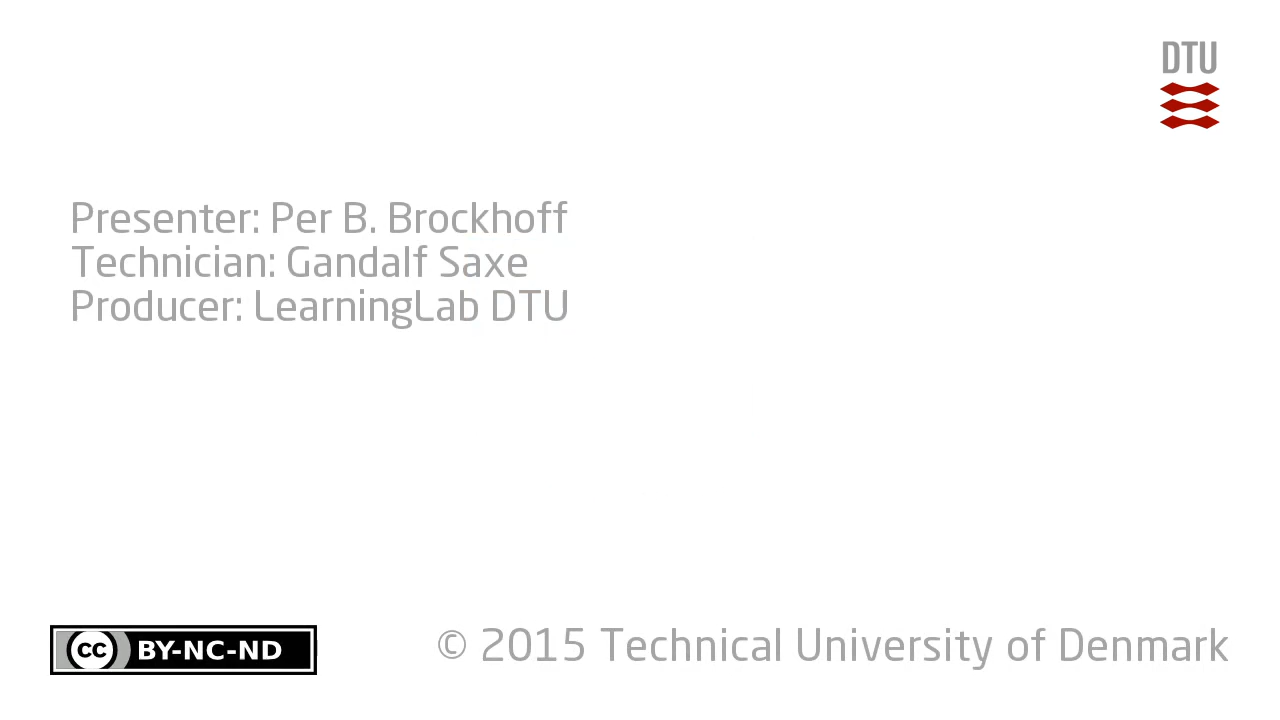 DTU
Presenter: Per B. Brockhoff
Technician: Gandalf Saxe
Producer: LearningLab DTU
cc BY-NC-ND
© 2015 Technical University of Denmark